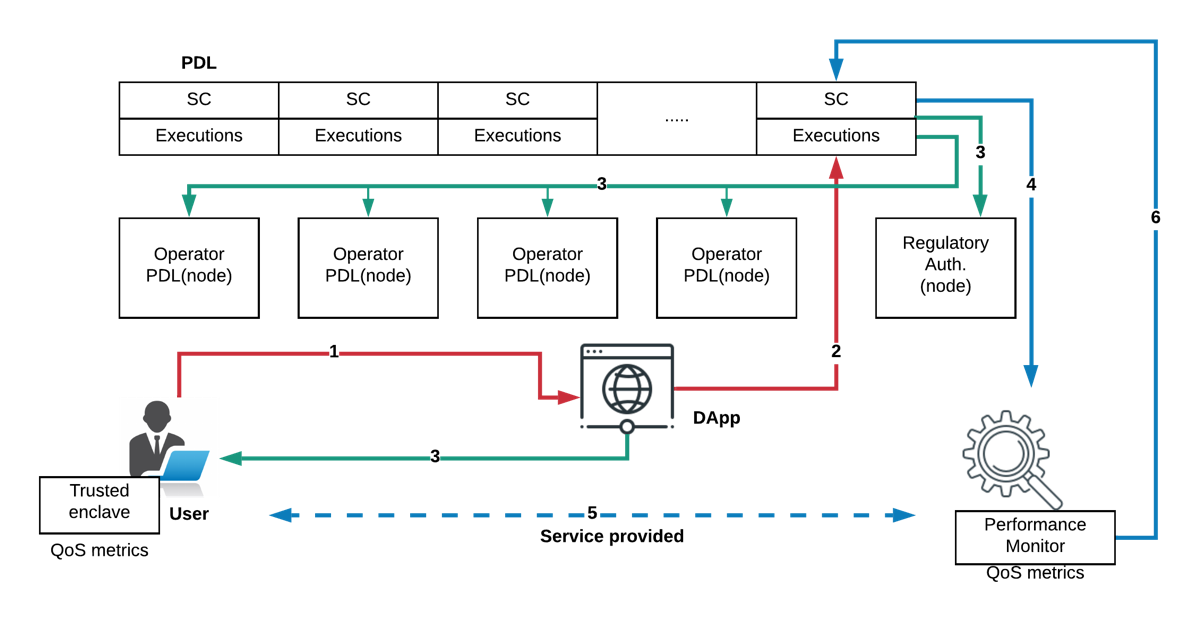 PDL
SC
SC
SC
.....
SC
Executions
Executions
Executions
Executions
3
3
4
6
Operator
PDL(node)
Operator
PDL(node)
Operator
PDL(node)
Operator
PDL(node)
Regulatory
Auth.
(node)
1
2
DApp
3
Trusted
enclave
User
QoS metrics
5
Service provided
Performance
Monitor
QoS metrics